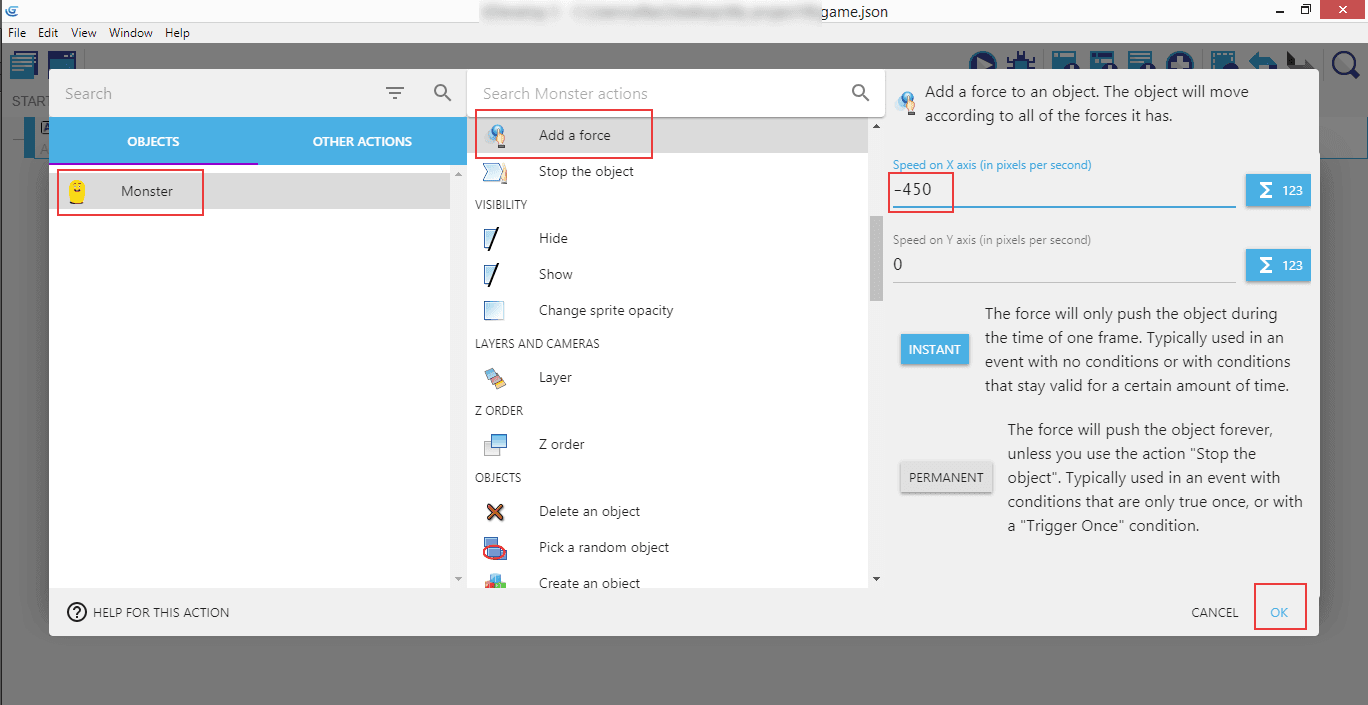 game.json
File Edit View Window Help
START
Search
OBJECTS
OTHER ACTIONS
Monster
Search Monster actions
Add a force
Stop the object
VISIBILITY
Hide
Show
Change sprite opacity
LAYERS AND CAMERAS
Layer
Z ORDER
Z order
OBJECTS
Delete an object
Pick a random object
Create an object
Add a force to an object. The object will move
according to all of the forces it has.
Speed on X axis (in pixels per second)
-450
Σ 123
Speed on Y axis (in pixels per second)
0
Σ 123
INSTANT
The force will only push the object during
the time of one frame. Typically used in an
event with no conditions or with conditions
that stay valid for a certain amount of time.
PERMANENT
The force will push the object forever,
unless you use the action "Stop the
object". Typically used in an event with
conditions that are only true once, or with
a "Trigger Once" condition.
? HELP FOR THIS ACTION
CANCEL
OK